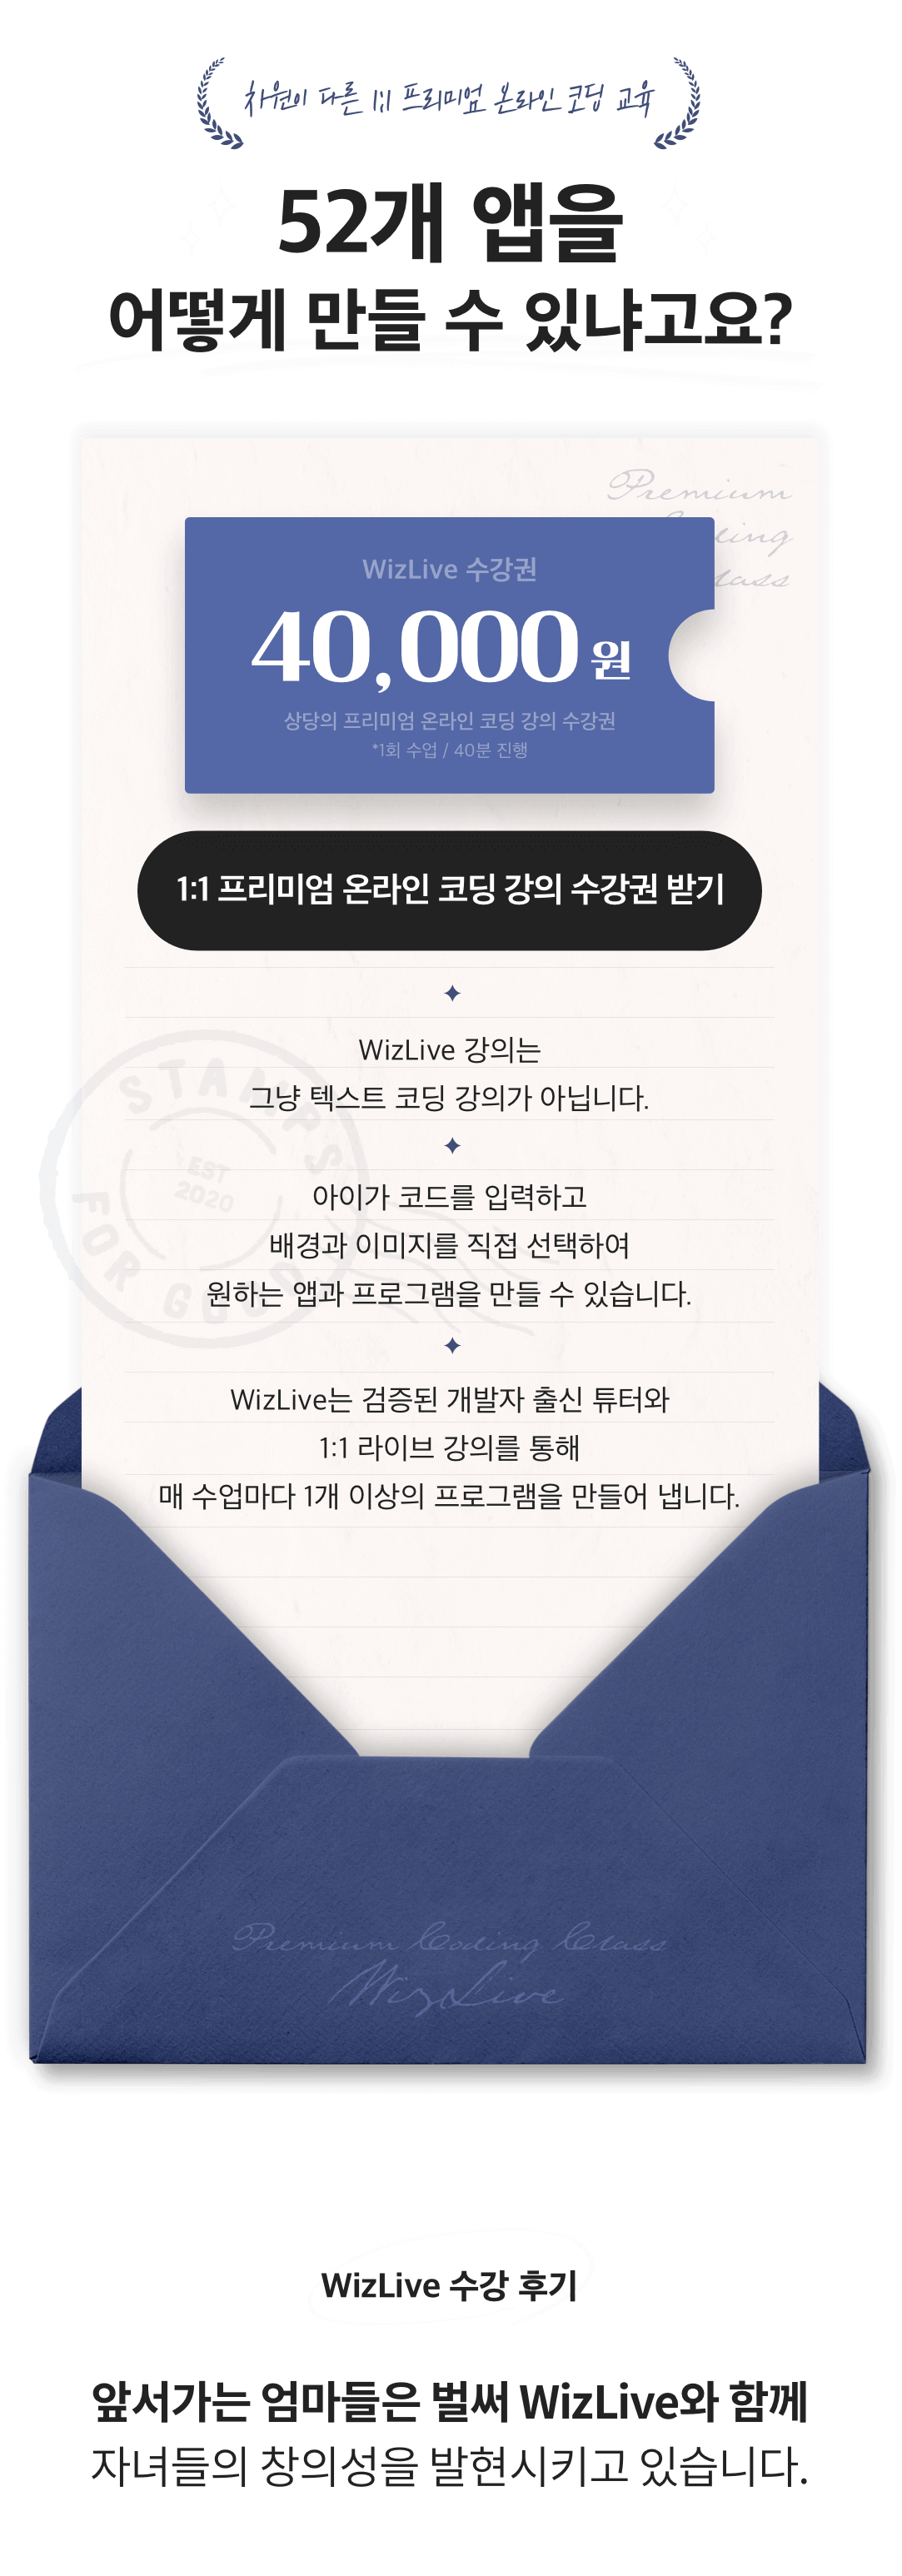 차원이 다른 1:1 프리미엄 온라인 코딩 교육
52개 앱을
어떻게 만들 수 있냐고요?
Premium
WizLive 수강권
40,000 원
상당의 프리미엄 온라인 코딩 강의 수강권
*1회 수업 / 40분 진행
1:1 프리미엄 온라인 코딩 강의 수강권 받기
WizLive 강의는
그냥 텍스트 코딩 강의가 아닙니다.
STAMPS
EST
2020
FOR GOOD
아이가 코드를 입력하고
배경과 이미지를 직접 선택하여
원하는 앱과 프로그램을 만들 수 있습니다.
WizLive는 검증된 개발자 출신 튜터와
1:1 라이브 강의를 통해
매 수업마다 1개 이상의 프로그램을 만들어 냅니다.
Premium Coding Class
WizLive
WizLive 수강 후기
앞서가는 엄마들은 벌써 WizLive와 함께
자녀들의 창의성을 발현시키고 있습니다.